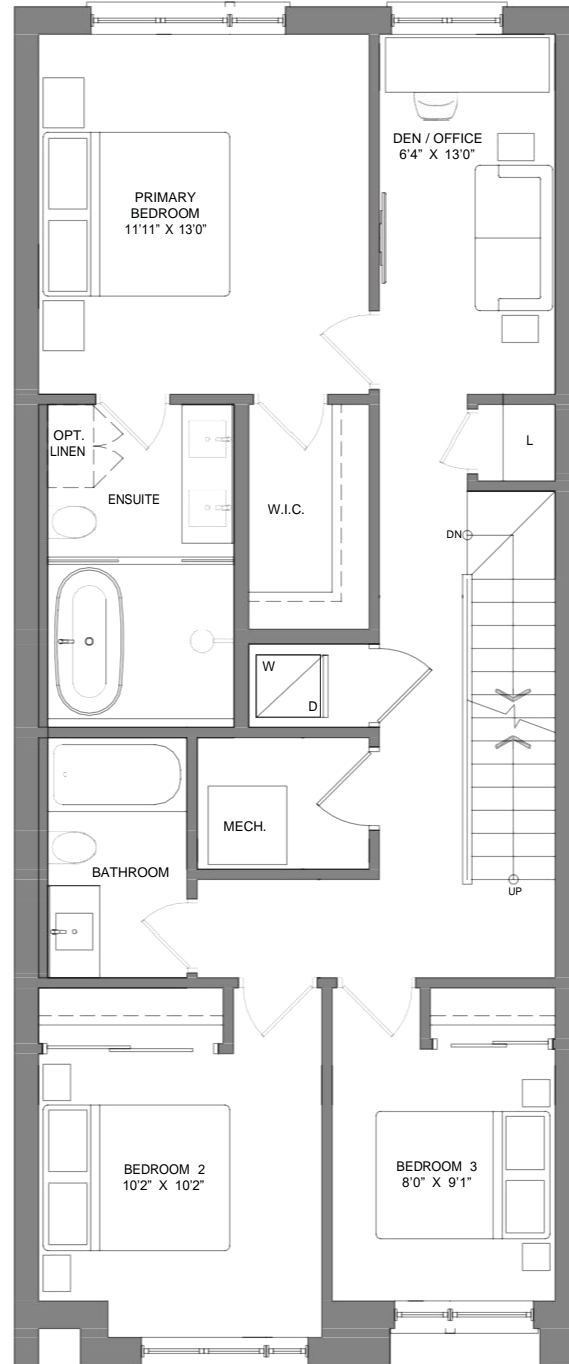 PRIMARY
BEDROOM
11'11" X 13'0"
DEN / OFFICE
6'4" X 13'0"
OPT.
LINEN
ENSUITE
W.I.C.
L
DN
W
D
MECH.
BATHROOM
UP
BEDROOM 2
10'2" X 10'2"
BEDROOM 3
8'0" X 9'1"